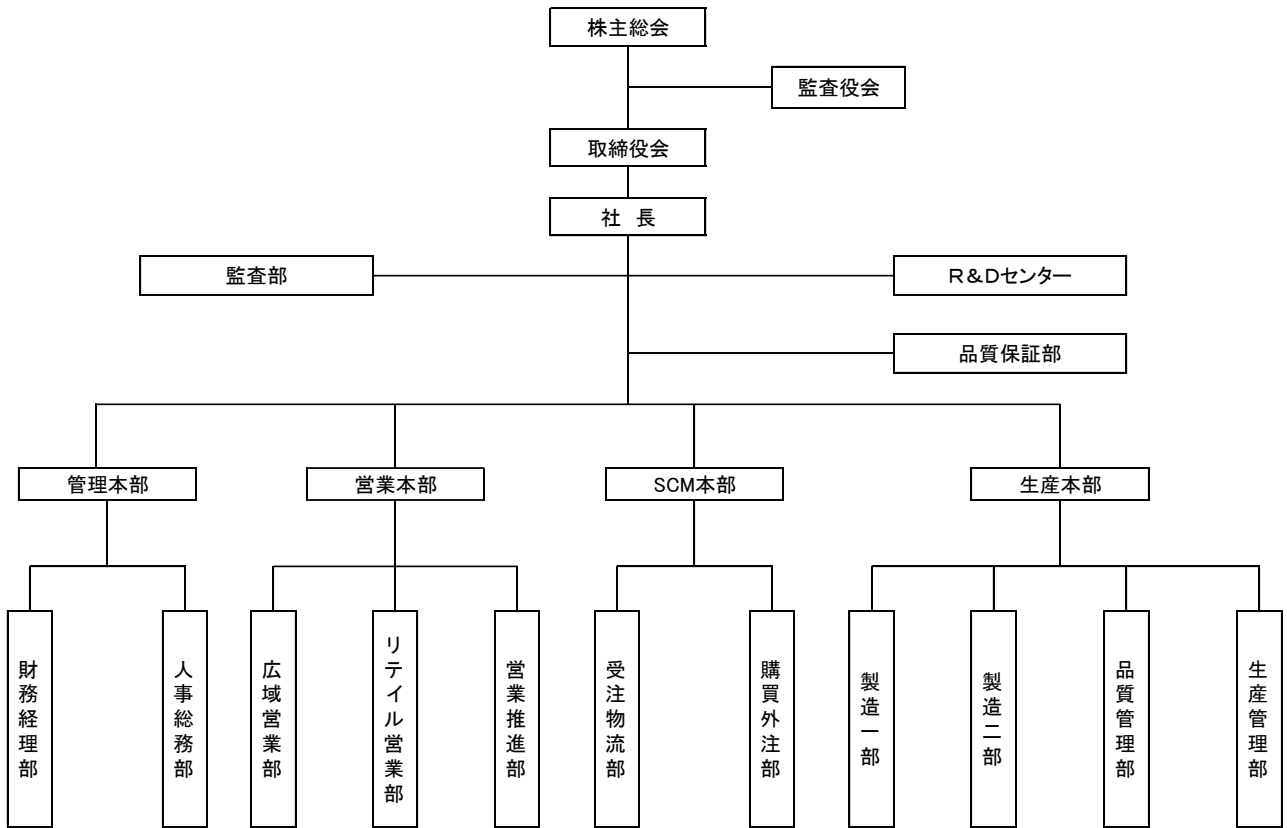 株主総会
監査役会
取締役会
社　長
監査部
R&Dセンター
品質保証部
管理本部
営業本部
SCM本部
生産本部
財務経理部
人事総務部
広域営業部
リテイル営業部
営業推進部
受注物流部
購買外注部
製造一部
製造二部
品質管理部
生産管理部